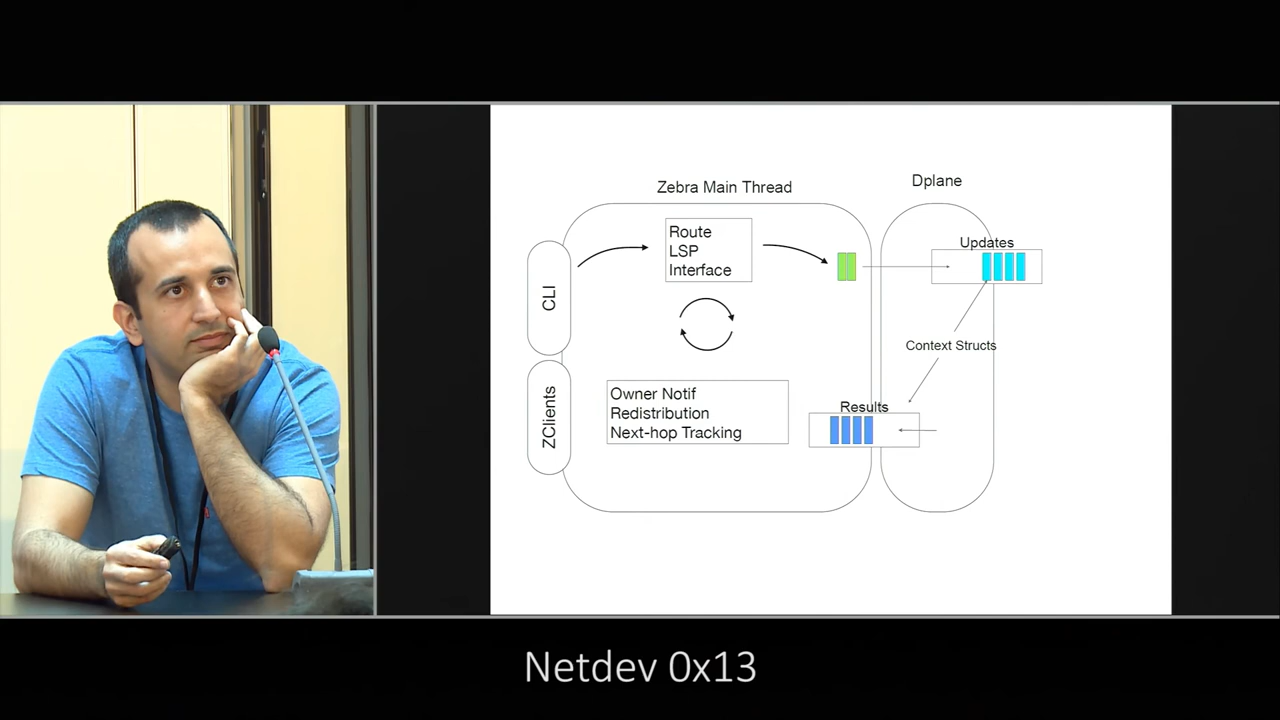 Zebra Main Thread
Dplane
Route
LSP
Interface
Updates
CLI
Context Structs
ZClients
Owner Notif
Redistribution
Next-hop Tracking
Results
Netdev 0x13